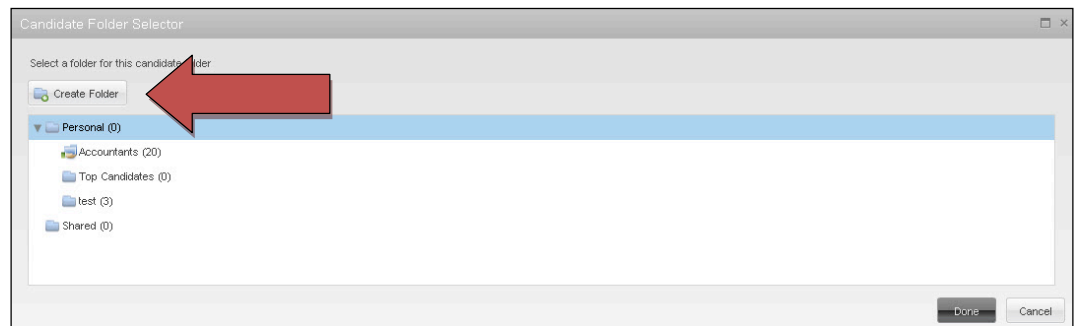 Candidate Folder Selector
Select a folder for this candidate
Create Folder
Personal (0)
Accountants (20)
Top Candidates (0)
test (3)
Shared (0)
Done Cancel